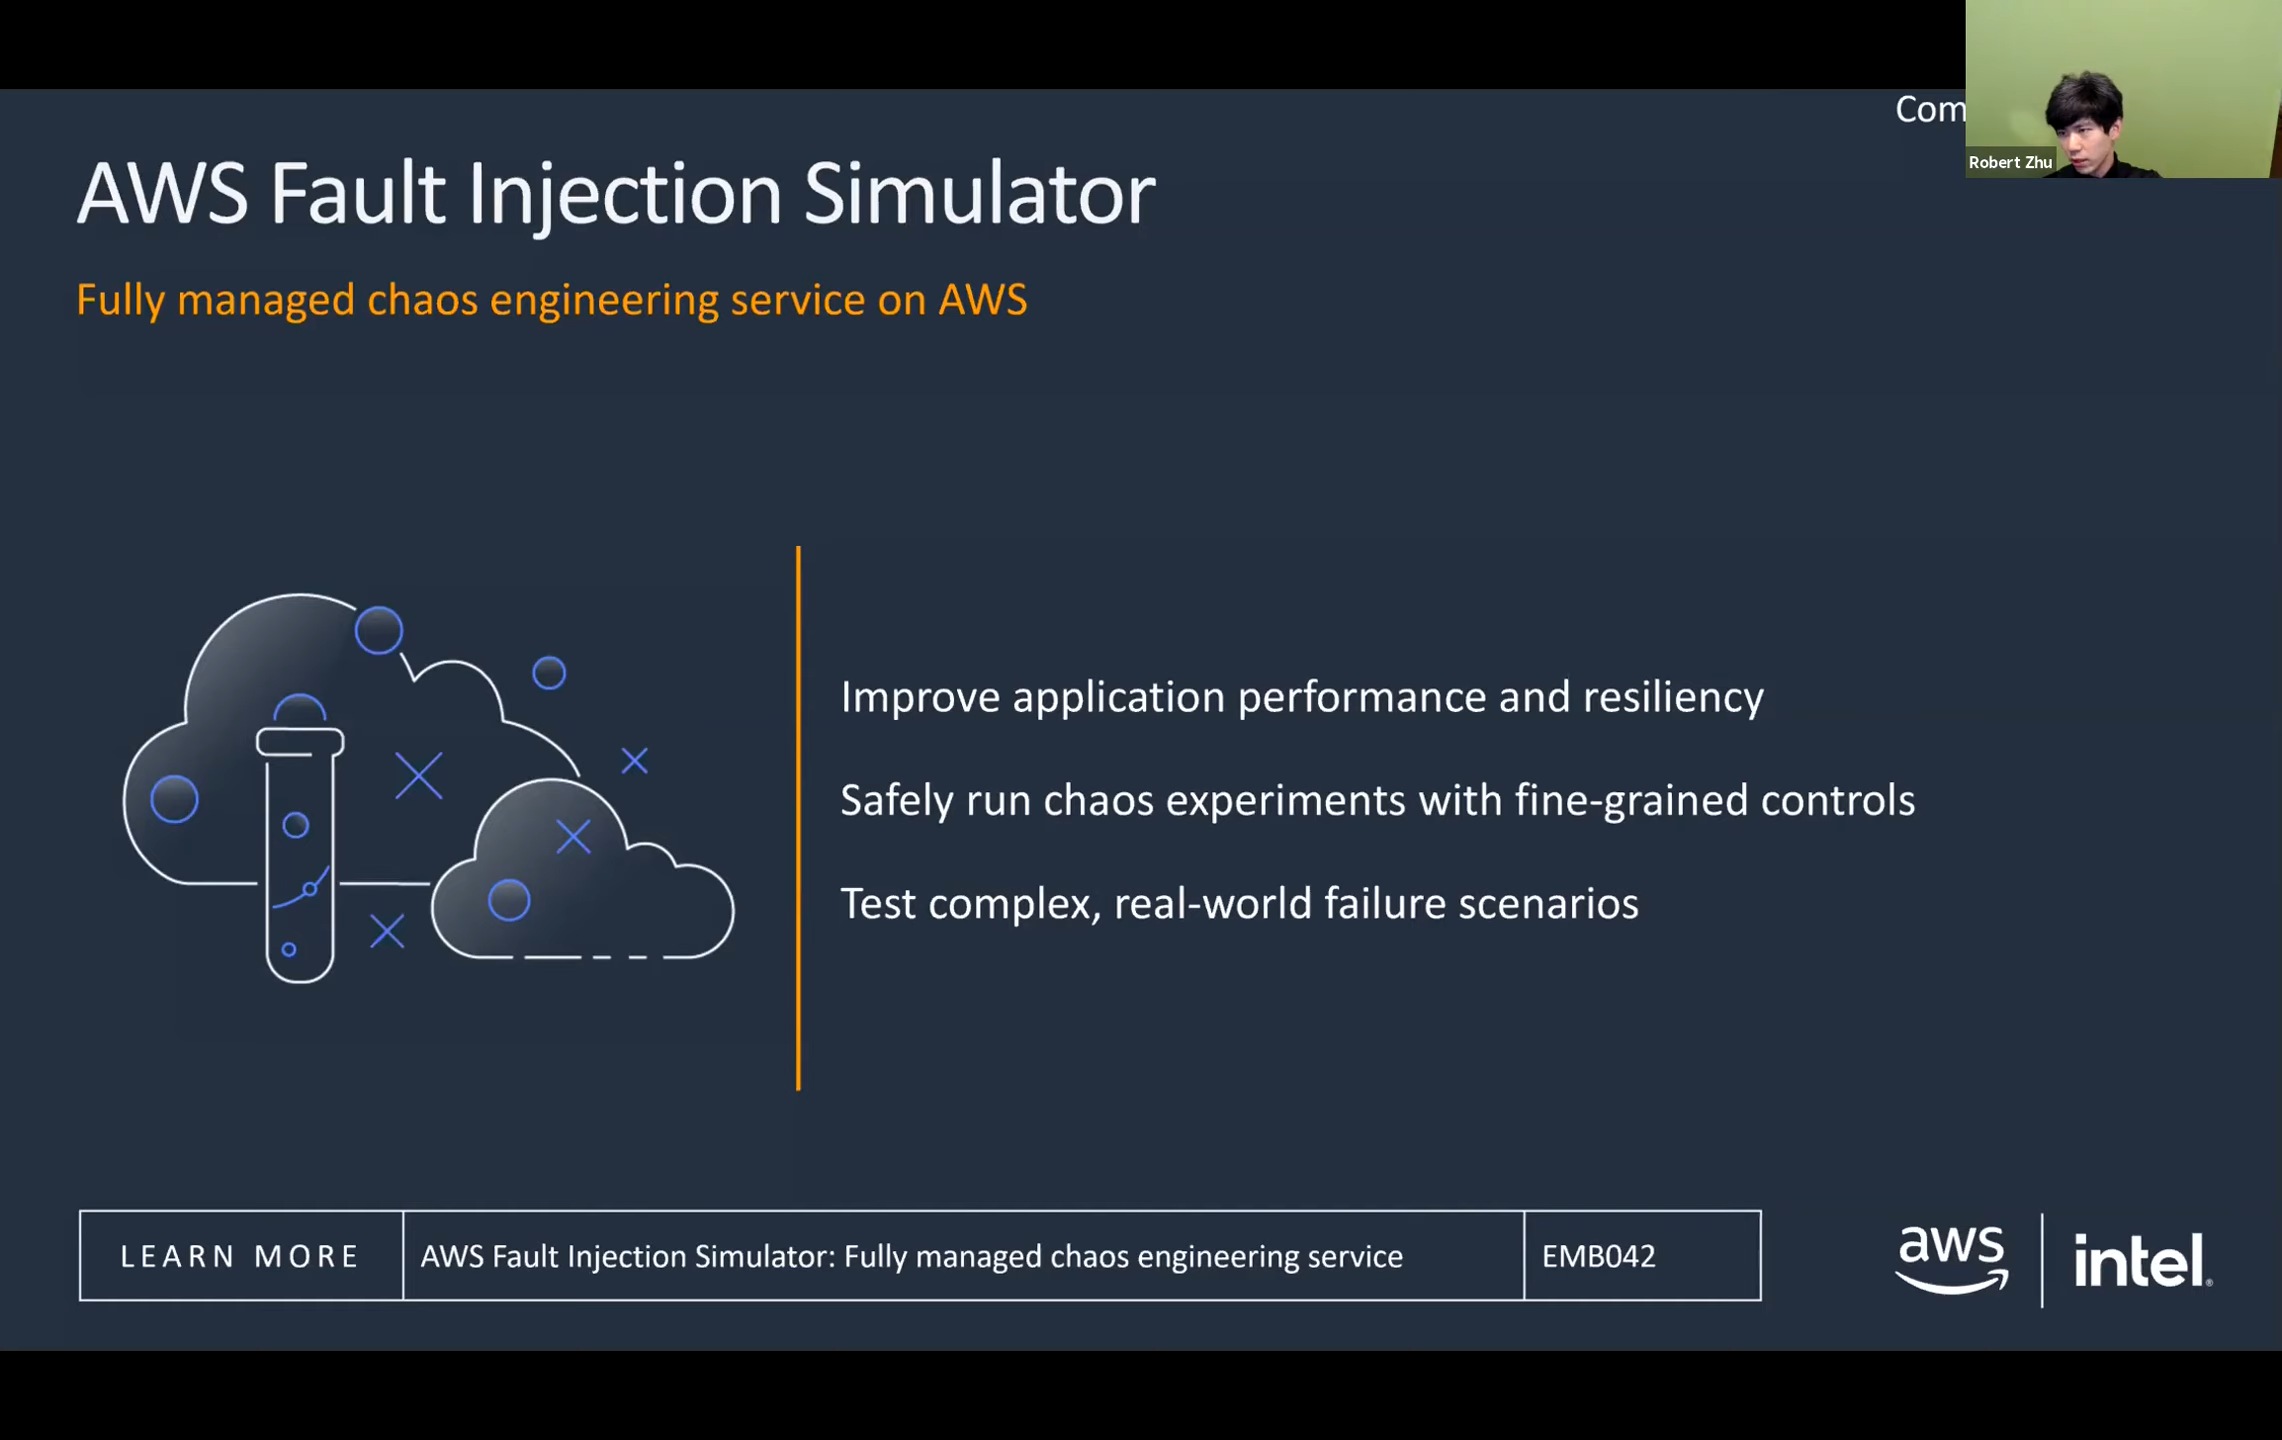 Com
Robert Zhu
AWS Fault Injection Simulator
Fully managed chaos engineering service on AWS
Improve application performance and resiliency
Safely run chaos experiments with fine-grained controls
Test complex, real-world failure scenarios
LEARN MORE
AWS Fault Injection Simulator: Fully managed chaos engineering service
EMB042
aws
intel